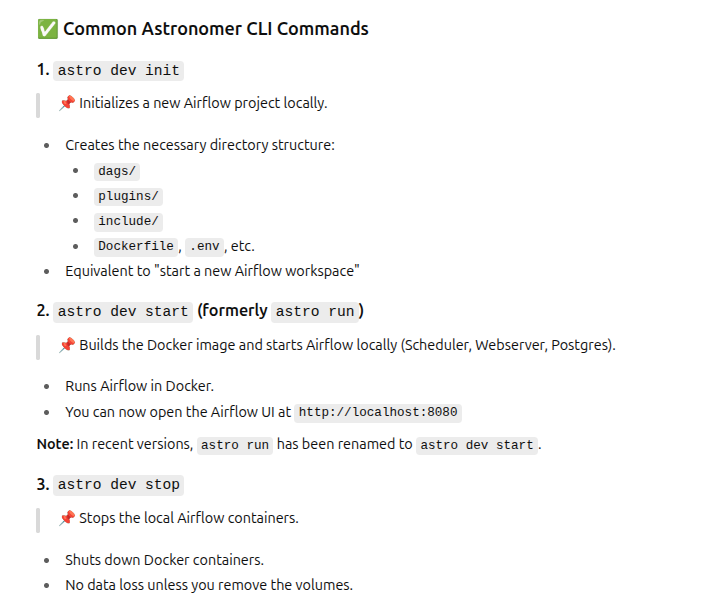 ✅ Common Astronomer CLI Commands
1. astro dev init
📌 Initializes a new Airflow project locally.
• Creates the necessary directory structure:
• dags/
• plugins/
• include/
• Dockerfile, .env, etc.
• Equivalent to "start a new Airflow workspace"
2. astro dev start (formerly astro run)
📌 Builds the Docker image and starts Airflow locally (Scheduler, Webserver, Postgres).
• Runs Airflow in Docker.
• You can now open the Airflow UI at http://localhost:8080
Note: In recent versions, astro run has been renamed to astro dev start.
3. astro dev stop
📌 Stops the local Airflow containers.
• Shuts down Docker containers.
• No data loss unless you remove the volumes.